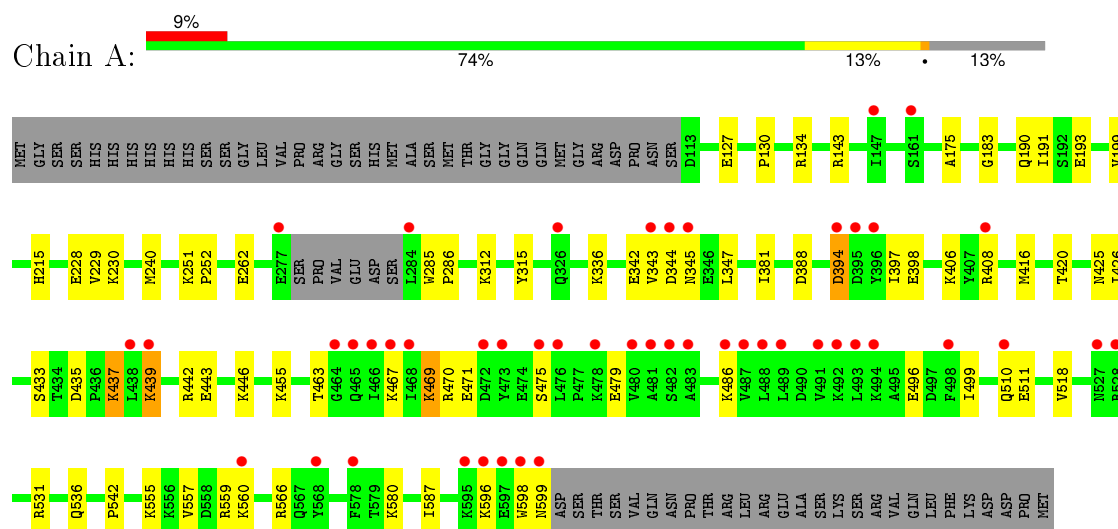 9%
Chain A:
74% 13% • 13%
MET GLY SER SER HIS HIS HIS HIS HIS HIS SER SER GLY LEU VAL PRO ARG GLY SER HIS MET ALA SER MET THR GLY GLY GLN GLN MET GLY ARG ASP PRO ASN SER D113 E127 P130 R134 R143 I147 S161 A175 G183 Q190 I191 S192 E193
H215 E228 V229 K230 M240 K251 P252 E262 E277 SER PRO VAL GLU ASP SER L284 W285 P286 K312 Y315 Q326 K336 E342 V343 D344 N345 E346 L347 I381 D388 D394 D395 Y396 I397 E398 K406 Y407 R408 M416 T420 N425
S433 T434 D435 P436 K437 L438 K439 R442 E443 K446 K455 T463 G464 Q465 I466 K467 I468 K469 R470 E471 D472 Y473 E474 S475 L476 P477 K478 E479 V480 A481 S482 A483 K486 V487 L488 L489 D490 V491 K492 L493 K494 A495 E496 D497 F498 I499 Q510 E511 V518 N527
R531 Q536 P542 K555 K556 V557 D558 R559 K560 R566 Q567 Y568 F578 T579 K580 I587 K595 K596 E597 W598 N599 ASP SER THR SER VAL GLN ASN PRO THR ARG LEU ARG GLU ALA SER LYS SER ARG VAL GLN LEU PHE LYS ASP ASP PRO MET